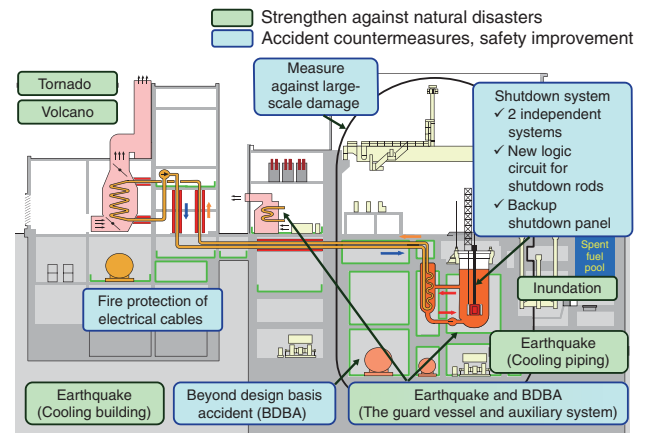 Strengthen against natural disasters
Accident countermeasures, safety improvement
Tornado
Volcano
Measure
against large-
scale damage
Shutdown system
✓ 2 independent
systems
✓ New logic
circuit for
shutdown rods
✓ Backup
shutdown panel
Spent
fuel
pool
Inundation
Fire protection of
electrical cables
Earthquake
(Cooling piping)
Earthquake
(Cooling building)
Beyond design basis
accident (BDBA)
Earthquake and BDBA
(The guard vessel and auxiliary system)